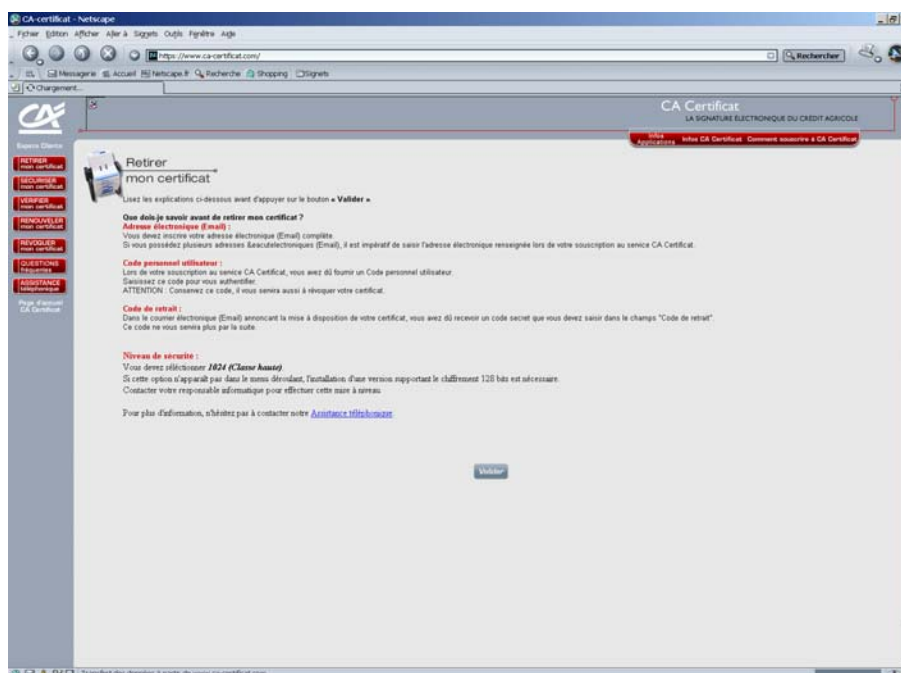 CA-certificat - Netscape
Fichier Edition Afficher Aller à Signets Outils Fenêtre Aide
https://www.ca-certificat.com/
Rechercher
Messagerie Accueil Netscape.fr Recherche Shopping Signets
Chargement...
CA Certificat
LA SIGNATURE ELECTRONIQUE DU CREDIT AGRICOLE
Infos Applications Infos CA Certificat Comment souscrire à CA Certificat
Espace Clients
RETIRER mon certificat
SECURISER mon certificat
VERIFIER mon certificat
RENOUVELER mon certificat
REVOQUER mon certificat
QUESTIONS fréquentes
ASSISTANCE téléphonique
Page d'accueil CA Certificat
Retirer
mon certificat
Lisez les explications ci-dessous avant d'appuyer sur le bouton « Valider »
Que dois-je savoir avant de retirer mon certificat ?
Adresse électronique (Email) :
Vous devez inscrire votre adresse électronique (Email) complète.
Si vous possédez plusieurs adresses &eacutelectroniques (Email), il est impératif de saisir l'adresse électronique renseignée lors de votre souscription au service CA Certificat.
Code personnel utilisateur :
Lors de votre souscription au service CA Certificat, vous avez dû fournir un Code personnel utilisateur.
Saisissez ce code pour vous authentifier.
ATTENTION : Conservez ce code, il vous servira aussi à révoquer votre certificat.
Code de retrait :
Dans le courrier électronique (Email) annoncant la mise à disposition de votre certificat, vous avez dû recevoir un code secret que vous devez saisir dans le champs "Code de retrait".
Ce code ne vous servira plus par la suite.
Niveau de sécurité :
Vous devez séléctionner 1024 (Classe haute).
Si cette option n'apparaît pas dans le menu déroulant, l'installation d'une version supportant le chiffrement 128 bits est nécessaire.
Contacter votre responsable informatique pour effectuer cette mise à niveau.
Pour plus d'information, n'hésitez pas à contacter notre Assistance téléphonique.
Valider